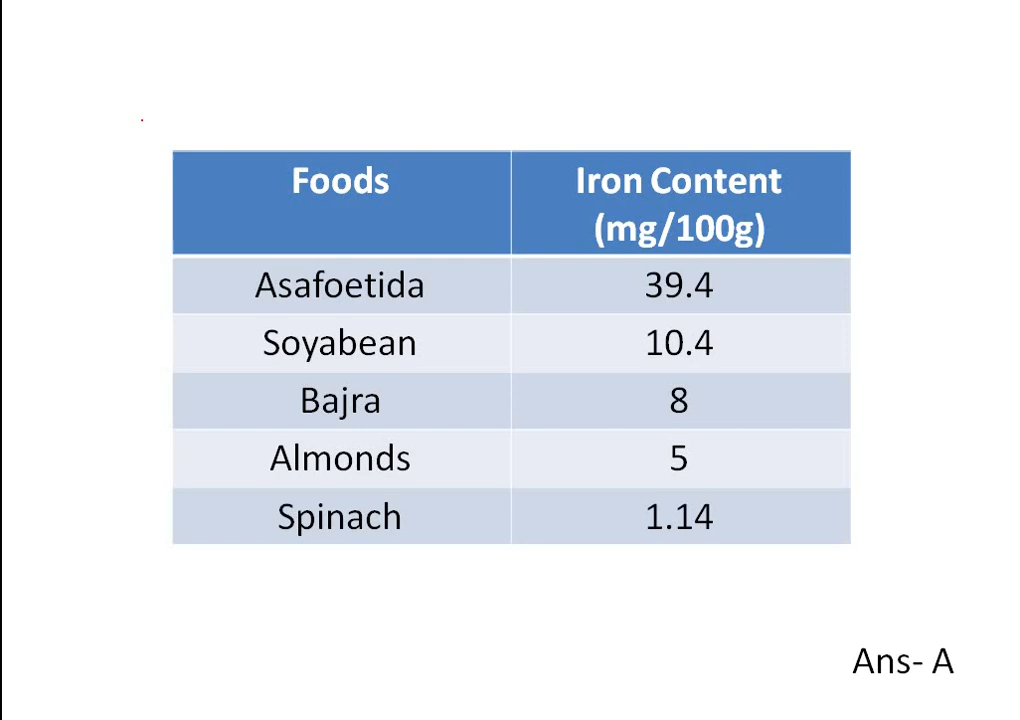 Foods Iron Content
(mg/100g)
Asafoetida 39.4
Soyabean 10.4
Bajra 8
Almonds 5
Spinach 1.14
Ans- A